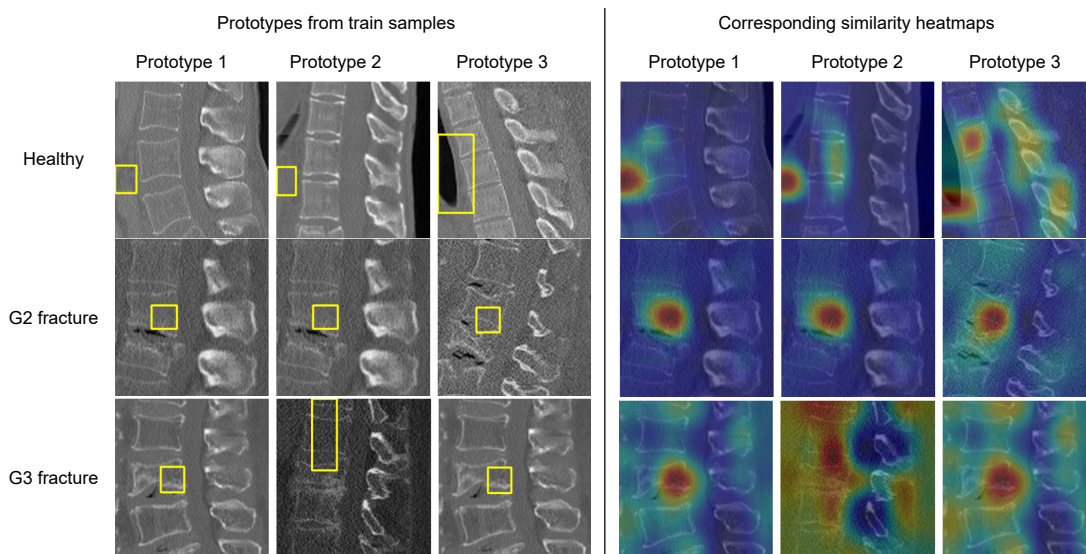 Prototypes from train samples
Corresponding similarity heatmaps
Prototype 1 Prototype 2 Prototype 3 Prototype 1 Prototype 2 Prototype 3
Healthy
G2 fracture
G3 fracture